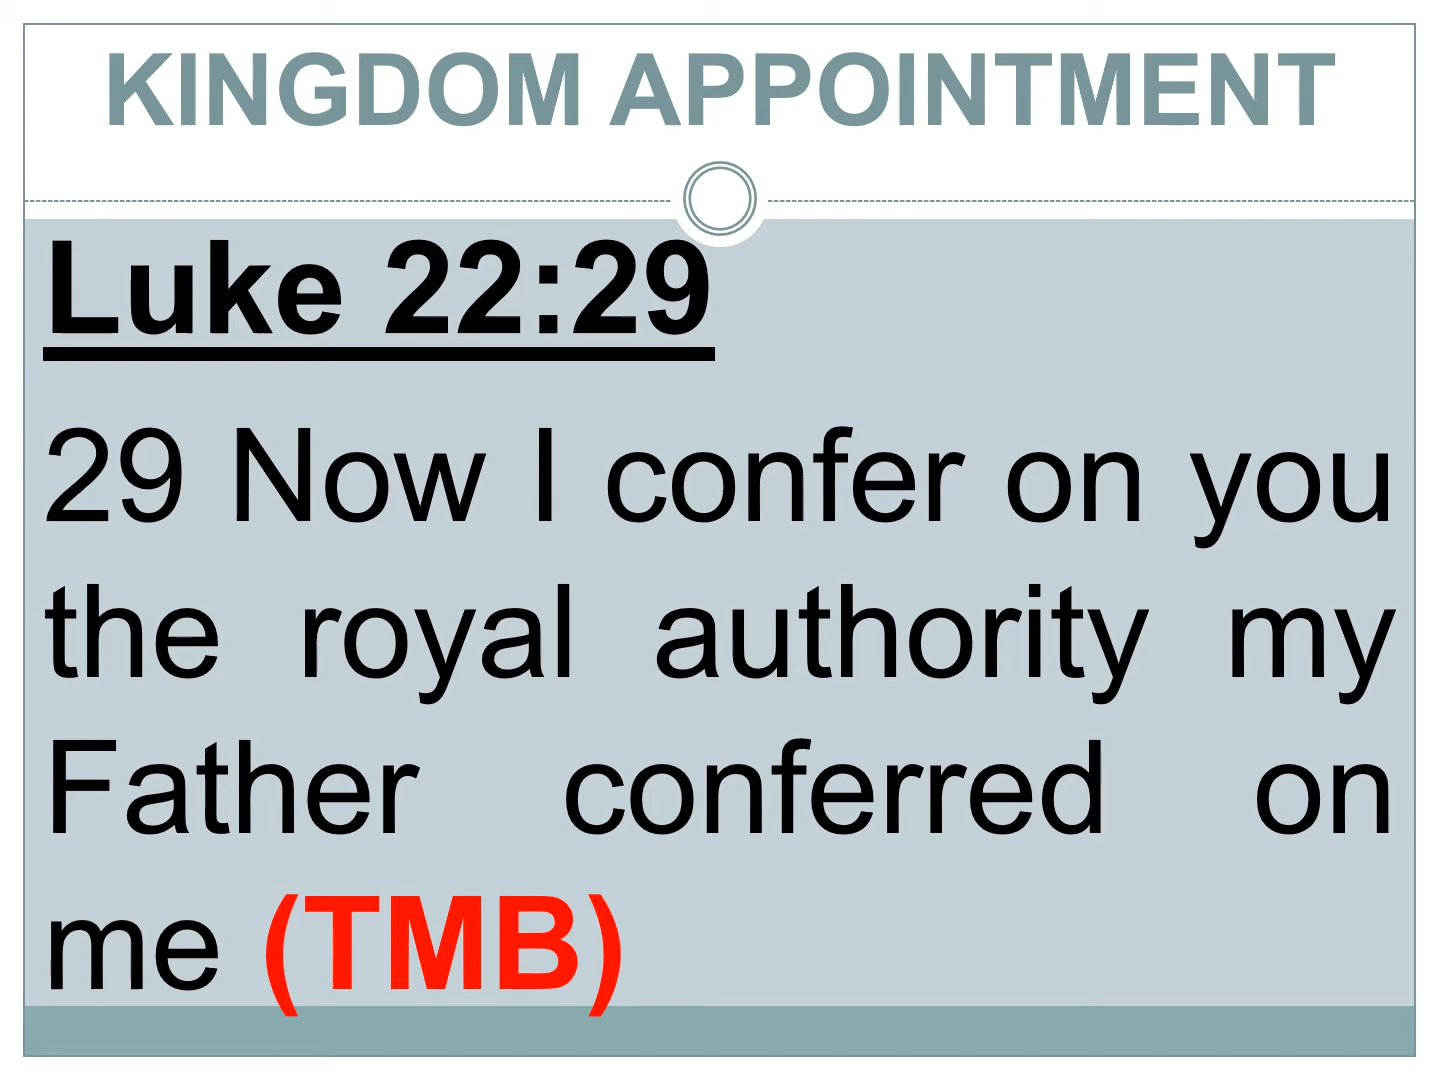 KINGDOM APPOINTMENT
Luke 22:29
29 Now I confer on you
the royal authority my
Father conferred on
me (TMB)